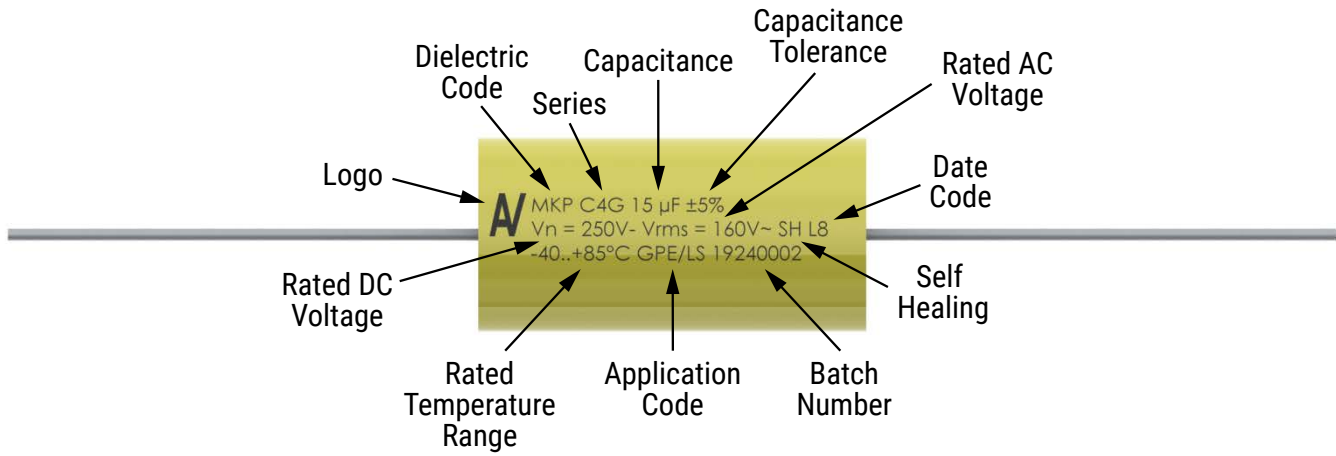 Capacitance
Tolerance
Dielectric
Code
Capacitance
Rated AC
Voltage
Series
Logo
Date
Code
MKP C4G 15 µF ±5%
Vn = 250V- Vrms = 160V~ SH L8
-40..+85°C GPE/LS 19240002
Rated DC
Voltage
Self
Healing
Rated
Temperature
Range
Application
Code
Batch
Number